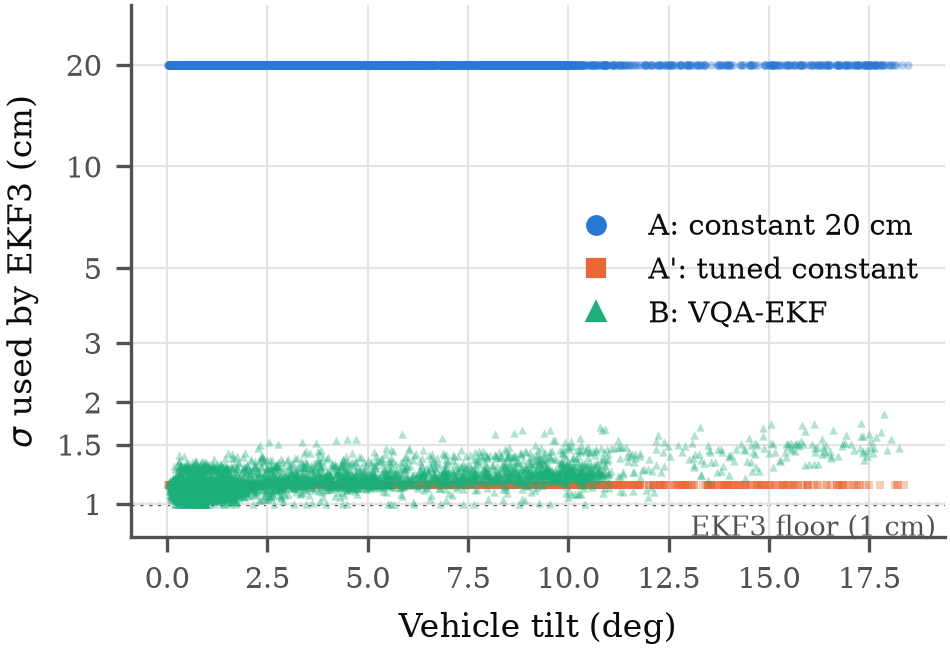 σ used by EKF3 (cm)
20
10
5
3
2
1.5
1
A: constant 20 cm
A': tuned constant
B: VQA-EKF
EKF3 floor (1 cm)
0.0 2.5 5.0 7.5 10.0 12.5 15.0 17.5
Vehicle tilt (deg)